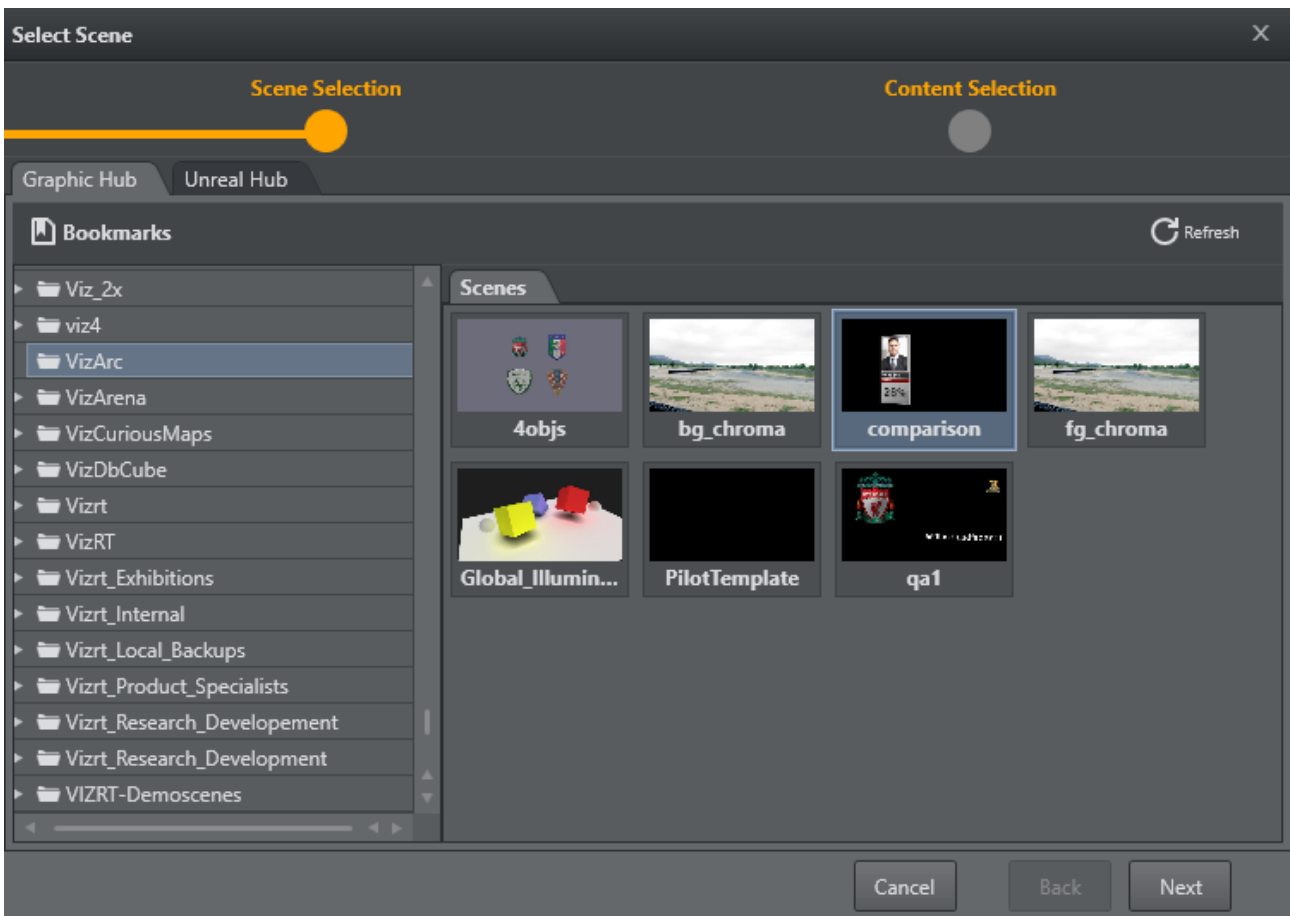 Select Scene X
Scene Selection Content Selection
Graphic Hub Unreal Hub
Bookmarks Refresh
Viz_2x
viz4
VizArc
VizArena
VizCuriousMaps
VizDbCube
Vizrt
VizRT
Vizrt_Exhibitions
Vizrt_Internal
Vizrt_Local_Backups
Vizrt_Product_Specialists
Vizrt_Research_Developement
Vizrt_Research_Development
VIZRT-Demoscenes
Scenes
28%
4objs bg_chroma comparison fg_chroma
Global_Illumin... PilotTemplate qa1
Cancel Back Next